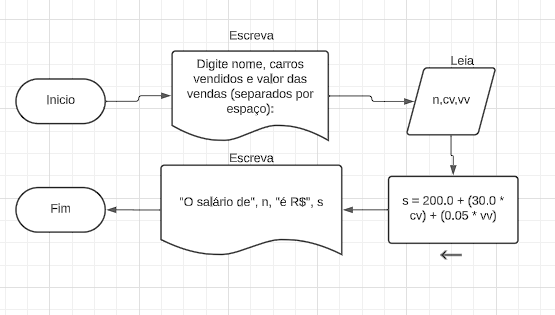 Escreva
Digite nome, carros
vendidos e valor das
vendas (separados por
espaço):
Inicio
Leia
n,cv,vv
Escreva
"O salário de", n, "é R$", s
s = 200.0 + (30.0 *
cv) + (0.05 * vv)
Fim